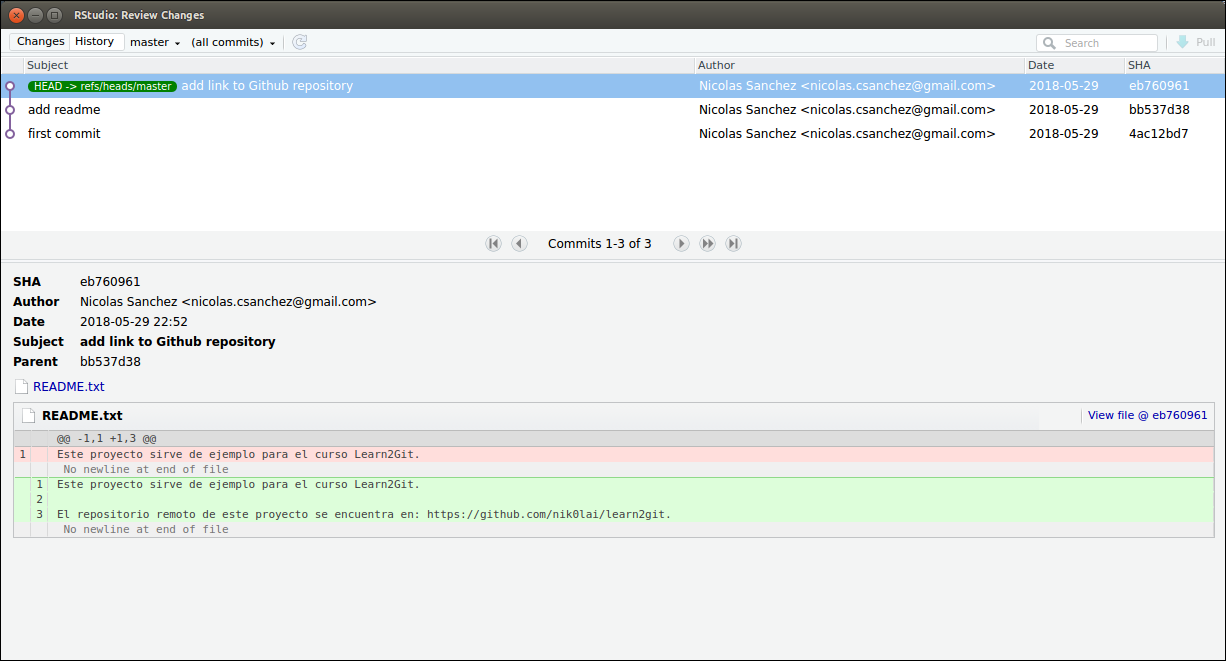 RStudio: Review Changes
Changes History master (all commits) Search Pull
Subject Author Date SHA
HEAD -> refs/heads/master add link to Github repository Nicolas Sanchez <nicolas.csanchez@gmail.com> 2018-05-29 eb760961
add readme Nicolas Sanchez <nicolas.csanchez@gmail.com> 2018-05-29 bb537d38
first commit Nicolas Sanchez <nicolas.csanchez@gmail.com> 2018-05-29 4ac12bd7
Commits 1-3 of 3
SHA eb760961
Author Nicolas Sanchez <nicolas.csanchez@gmail.com>
Date 2018-05-29 22:52
Subject add link to Github repository
Parent bb537d38
README.txt
README.txt View file @ eb760961
@@ -1,1 +1,3 @@
1 Este proyecto sirve de ejemplo para el curso Learn2Git.
No newline at end of file
1 Este proyecto sirve de ejemplo para el curso Learn2Git.
2
3 El repositorio remoto de este proyecto se encuentra en: https://github.com/nik0lai/learn2git.
No newline at end of file